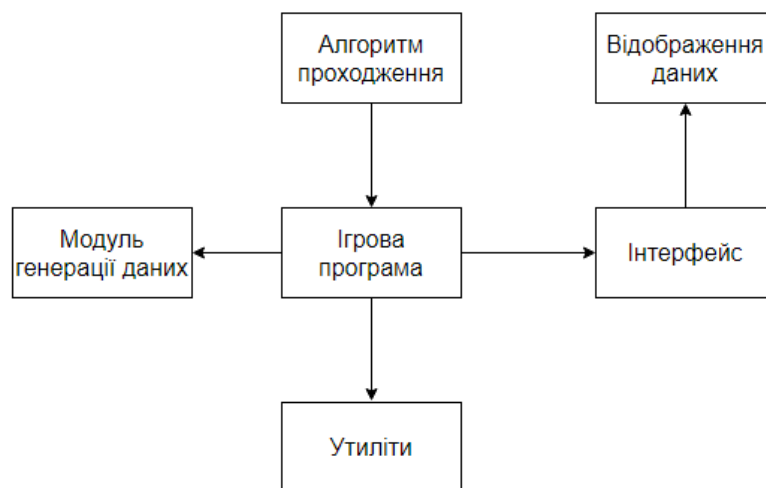 Алгоритм
проходження
Відображення
даних
Модуль
генерації даних
Ігрова
програма
Інтерфейс
Утиліти